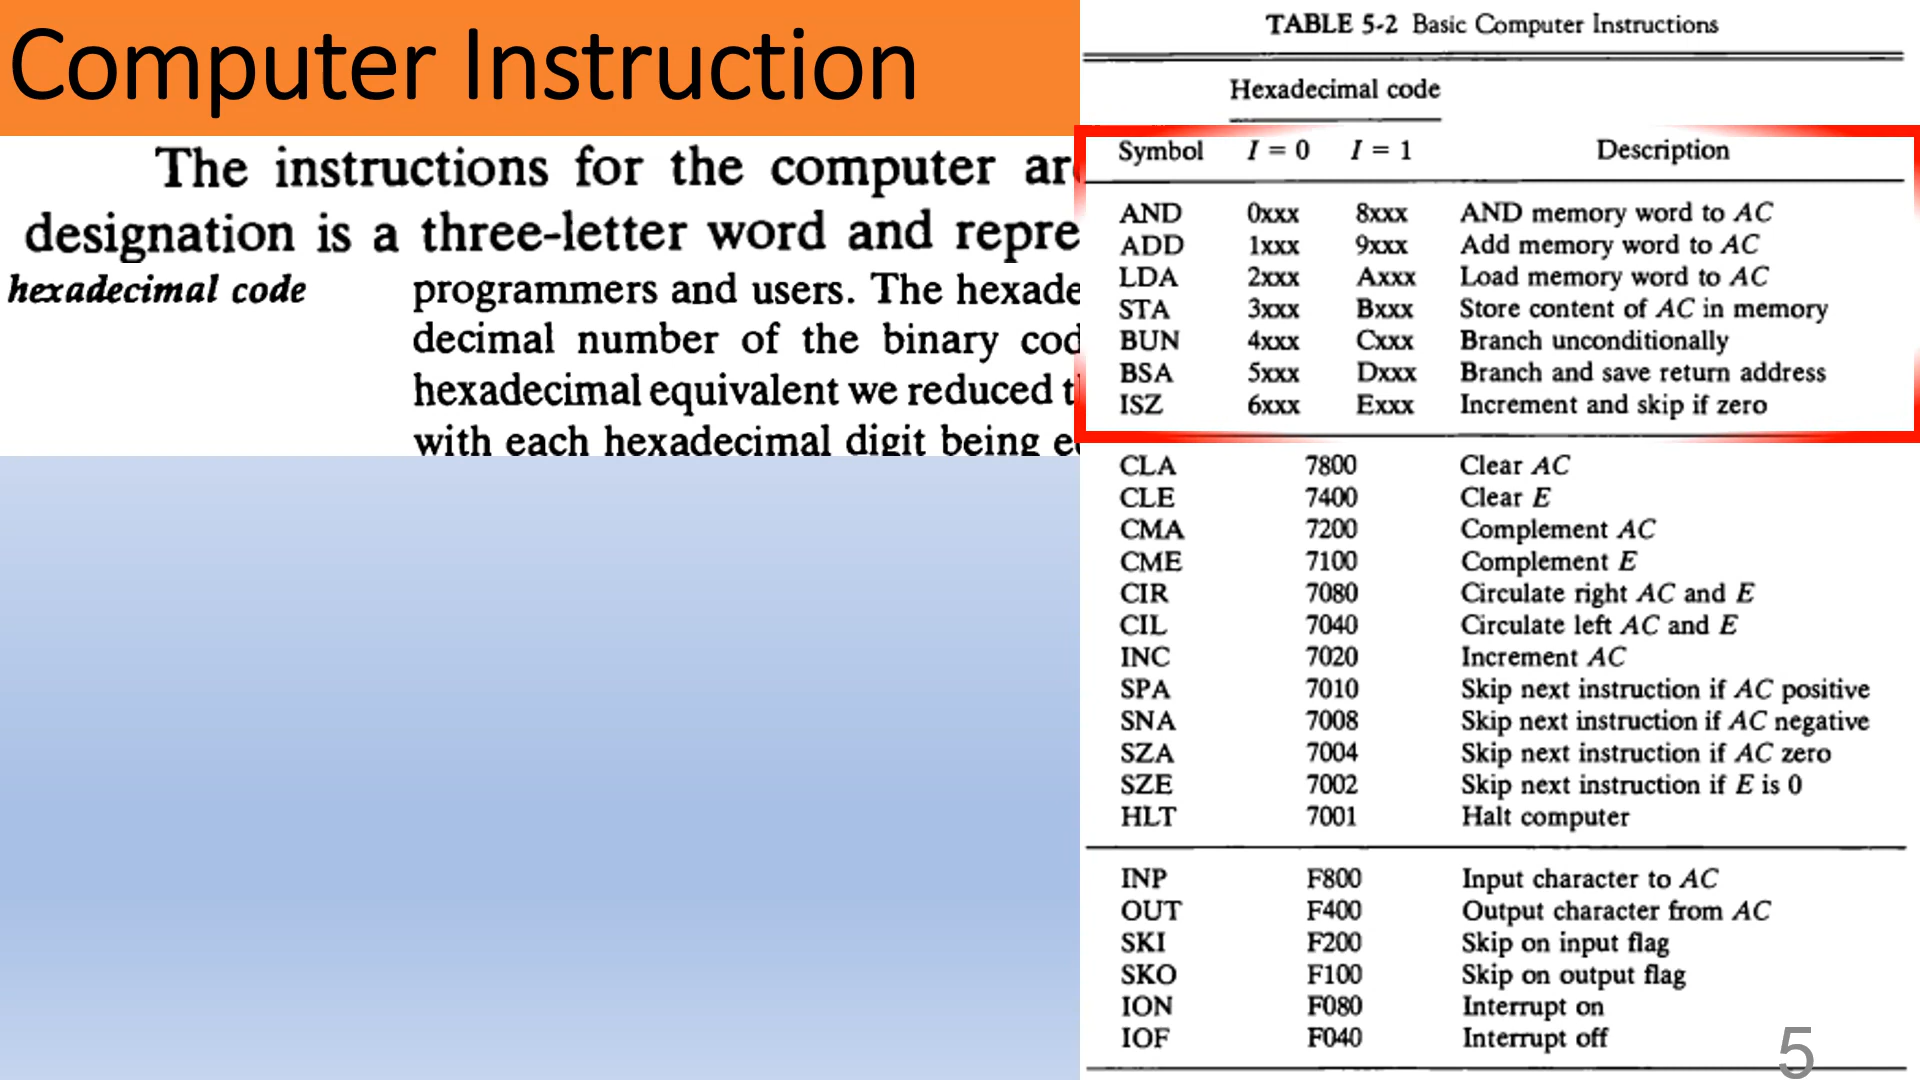 Computer Instruction
The instructions for the computer
designation is a three-letter word and
hexadecimal code
programmers and users. The
decimal number of the binary
hexadecimal equivalent we reduced
with each hexadecimal digit being
TABLE 5-2 Basic Computer Instructions
Hexadecimal code
Symbol I = 0 I = 1 Description
AND 0xxx 8xxx AND memory word to AC
ADD 1xxx 9xxx Add memory word to AC
LDA 2xxx Axxx Load memory word to AC
STA 3xxx Bxxx Store content of AC in memory
BUN 4xxx Cxxx Branch unconditionally
BSA 5xxx Dxxx Branch and save return address
ISZ 6xxx Exxx Increment and skip if zero
CLA 7800 Clear AC
CLE 7400 Clear E
CMA 7200 Complement AC
CME 7100 Complement E
CIR 7080 Circulate right AC and E
CIL 7040 Circulate left AC and E
INC 7020 Increment AC
SPA 7010 Skip next instruction if AC positive
SNA 7008 Skip next instruction if AC negative
SZA 7004 Skip next instruction if AC zero
SZE 7002 Skip next instruction if E is 0
HLT 7001 Halt computer
INP F800 Input character to AC
OUT F400 Output character from AC
SKI F200 Skip on input flag
SKO F100 Skip on output flag
ION F080 Interrupt on
IOF F040 Interrupt off
5